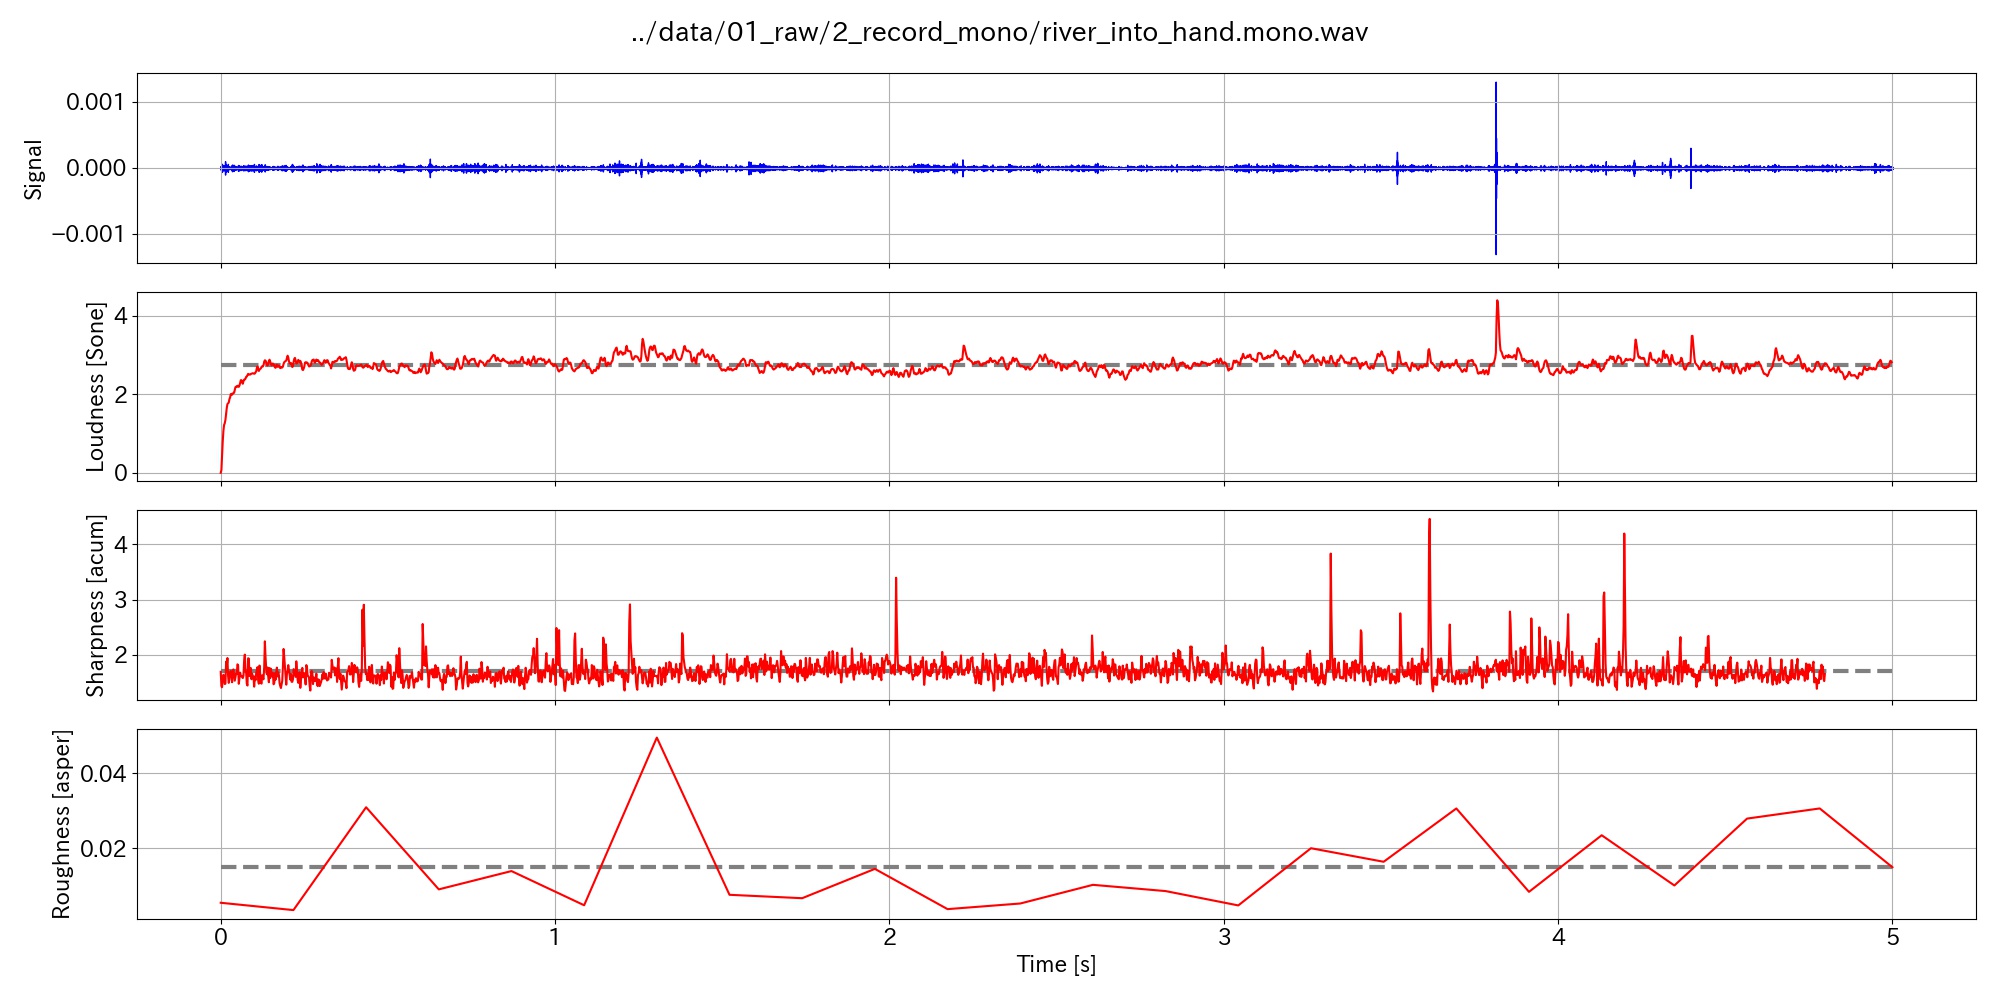 ../data/01_raw/2_record_mono/river_into_hand.mono.wav
Signal
0.001
0.000
−0.001
Loudness [Sone]
4
2
0
Sharpness [acum]
4
3
2
Roughness [asper]
0.04
0.02
0 1 2 3 4 5
Time [s]